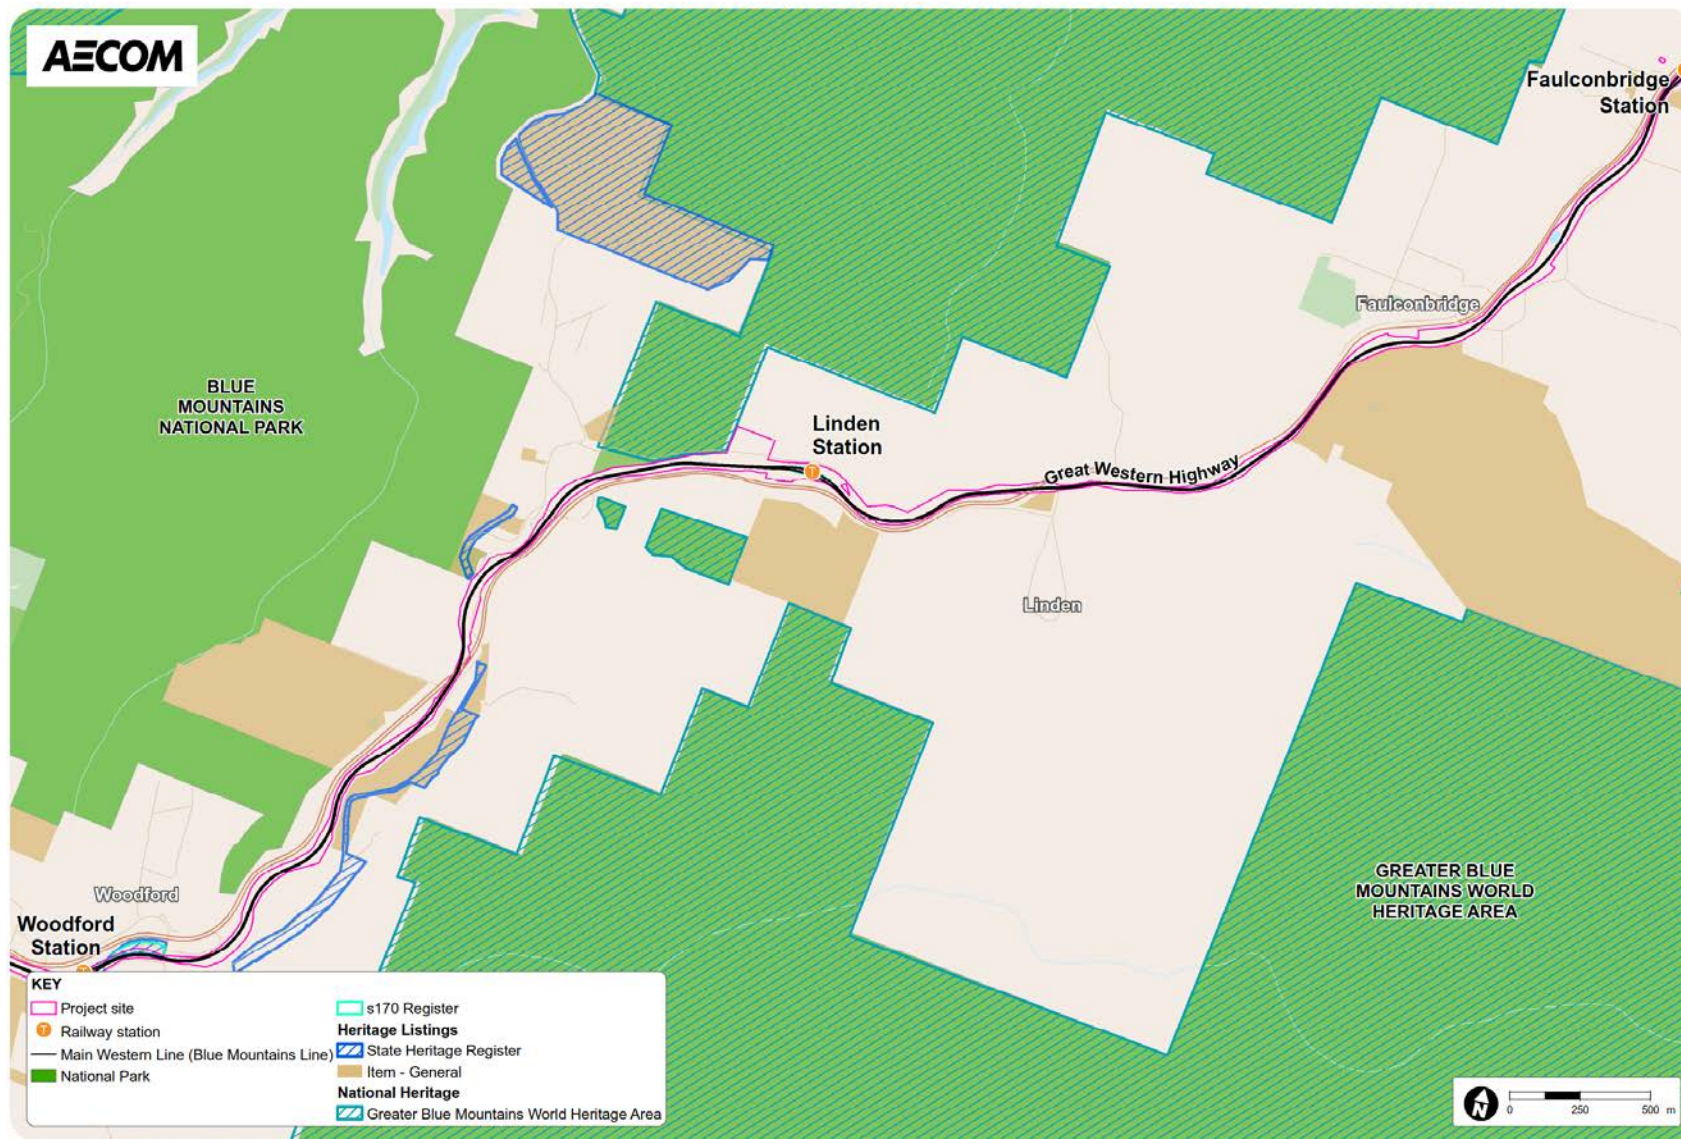 AECOM
Faulconbridge
Station
Faulconbridge
BLUE
MOUNTAINS
NATIONAL PARK
Linden
Station
Great Western Highway
Linden
GREATER BLUE
MOUNTAINS WORLD
HERITAGE AREA
Woodford
Woodford
Station
KEY
Project site
Railway station
Main Western Line (Blue Mountains Line)
National Park
s170 Register
Heritage Listings
State Heritage Register
Item - General
National Heritage
Greater Blue Mountains World Heritage Area
N
0 250 500 m